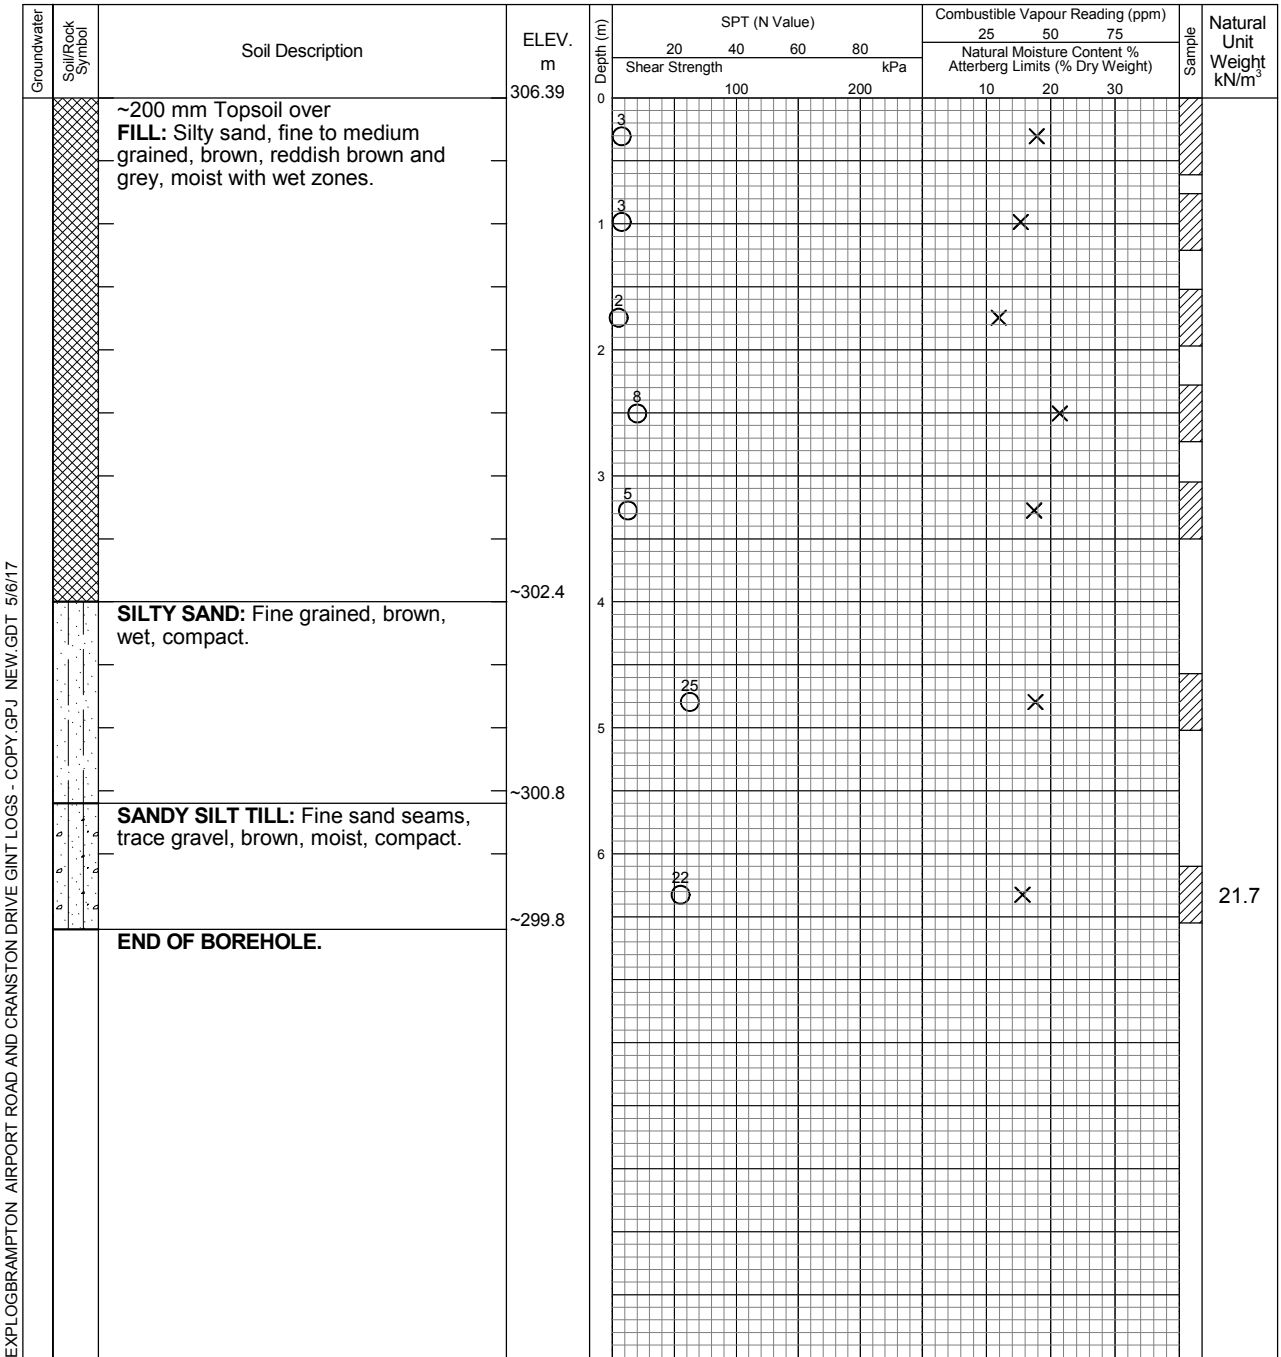 Groundwater
Soil/Rock
Symbol
Soil Description
ELEV.
m
Depth (m)
SPT (N Value)
20 40 60 80
Shear Strength kPa
100 200
Combustible Vapour Reading (ppm)
25 50 75
Natural Moisture Content %
Atterberg Limits (% Dry Weight)
10 20 30
Sample
Natural
Unit
Weight
kN/m3
306.39
0
~200 mm Topsoil over
FILL: Silty sand, fine to medium
grained, brown, reddish brown and
grey, moist with wet zones.
3
3
1
2
2
8
3
5
~302.4
4
SILTY SAND: Fine grained, brown,
wet, compact.
25
5
~300.8
SANDY SILT TILL: Fine sand seams,
trace gravel, brown, moist, compact.
6
22
21.7
~299.8
END OF BOREHOLE.
EXPLOGBRAMPTON AIRPORT ROAD AND CRANSTON DRIVE GINT LOGS - COPY.GPJ NEW.GDT 5/6/17